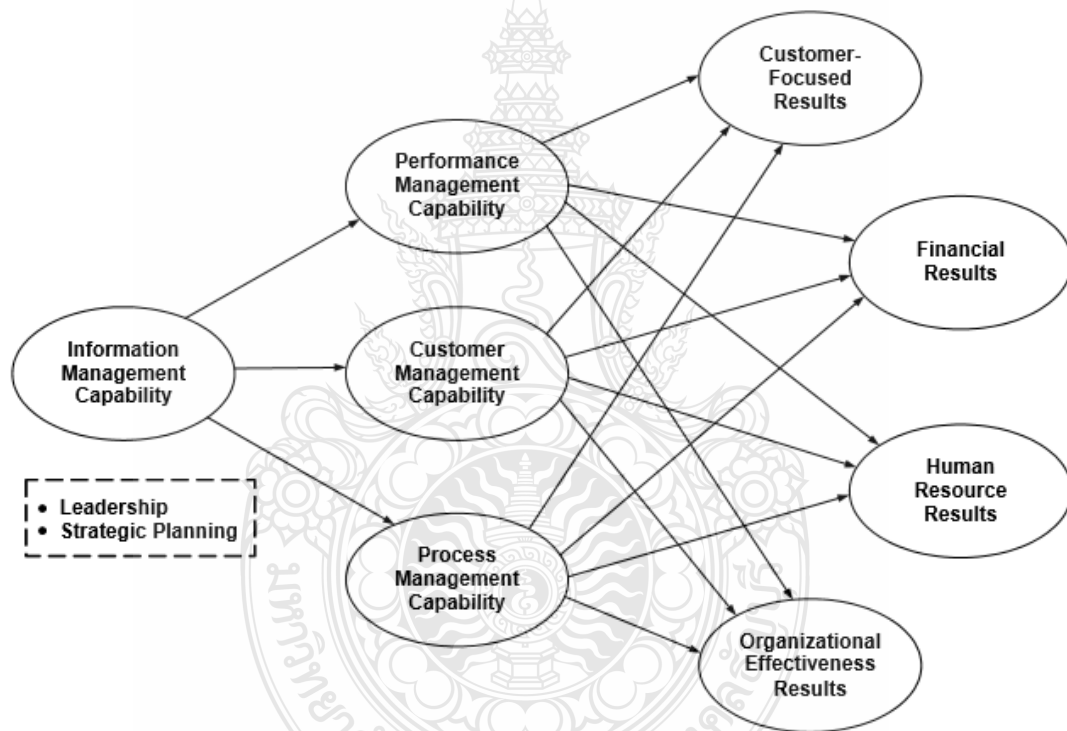 Customer-
Focused
Results
Performance
Management
Capability
Financial
Results
Information
Management
Capability
Customer
Management
Capability
Human
Resource
Results
• Leadership
• Strategic Planning
Process
Management
Capability
Organizational
Effectiveness
Results